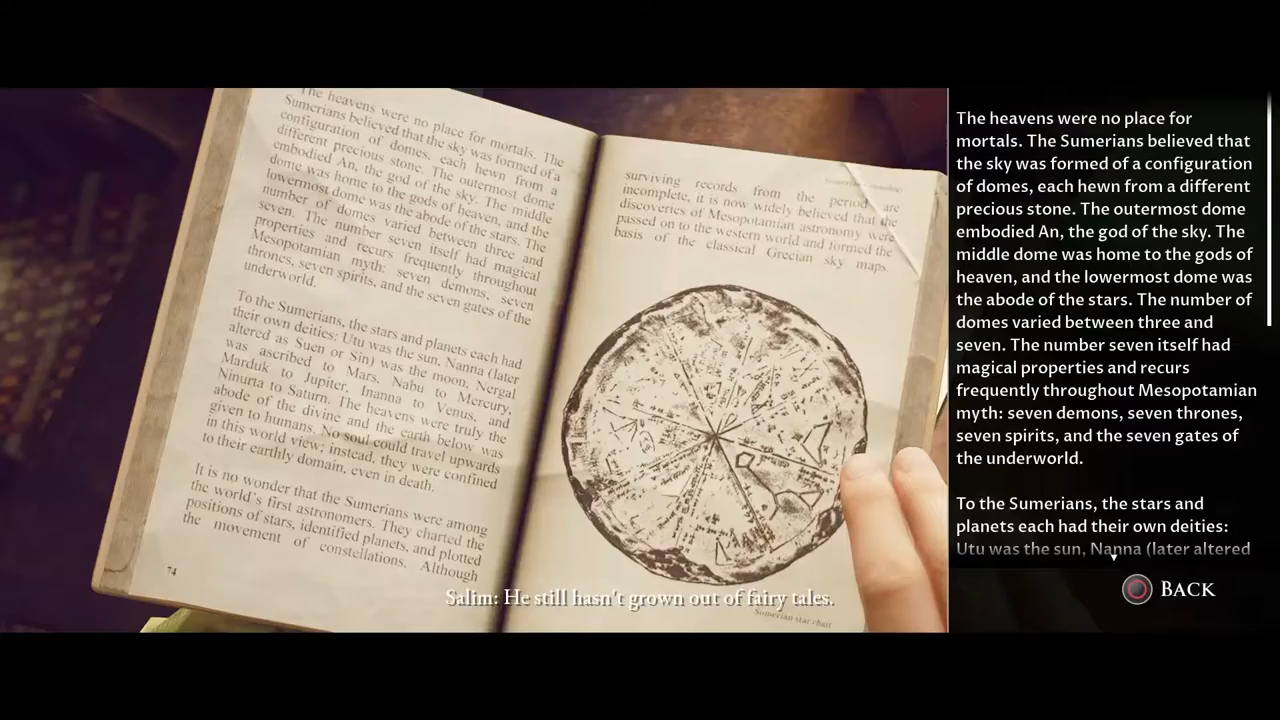 The heavens were no place for mortals. The
Sumerians believed that the sky was formed of a
configuration of domes, each hewn from a
different precious stone. The outermost dome
embodied An, the god of the sky. The middle
dome was home to the gods of heaven, and the
lowermost dome was the abode of the stars. The
number of domes varied between three and
seven. The number seven itself had magical
properties and recurs frequently throughout
Mesopotamian myth: seven demons, seven
thrones, seven spirits, and the seven gates of the
underworld.
To the Sumerians, the stars and planets each had
their own deities: Utu was the sun, Nanna (later
altered as Suen or Sin) was the moon, Nergal
was ascribed to Mars, Nabu to Mercury,
Marduk to Jupiter, Inanna to Venus, and
Ninurta to Saturn. The heavens were truly the
abode of the divine and the earth below was
given to humans. No soul could travel upwards
in this world view; instead, they were confined
to their earthly domain, even in death.
It is no wonder that the Sumerians were among
the world's first astronomers. They charted the
positions of stars, identified planets, and plotted
the movement of constellations. Although
74
surviving records from the period are
incomplete, it is now widely believed that the
discoveries of Mesopotamian astronomy were
passed on to the western world and formed the
basis of the classical Grecian sky maps.
Sumerian star chart
Salim: He still hasn't grown out of fairy tales.
The heavens were no place for
mortals. The Sumerians believed that
the sky was formed of a configuration
of domes, each hewn from a different
precious stone. The outermost dome
embodied An, the god of the sky. The
middle dome was home to the gods of
heaven, and the lowermost dome was
the abode of the stars. The number of
domes varied between three and
seven. The number seven itself had
magical properties and recurs
frequently throughout Mesopotamian
myth: seven demons, seven thrones,
seven spirits, and the seven gates of
the underworld.
To the Sumerians, the stars and
planets each had their own deities:
Utu was the sun, Nanna (later altered
BACK